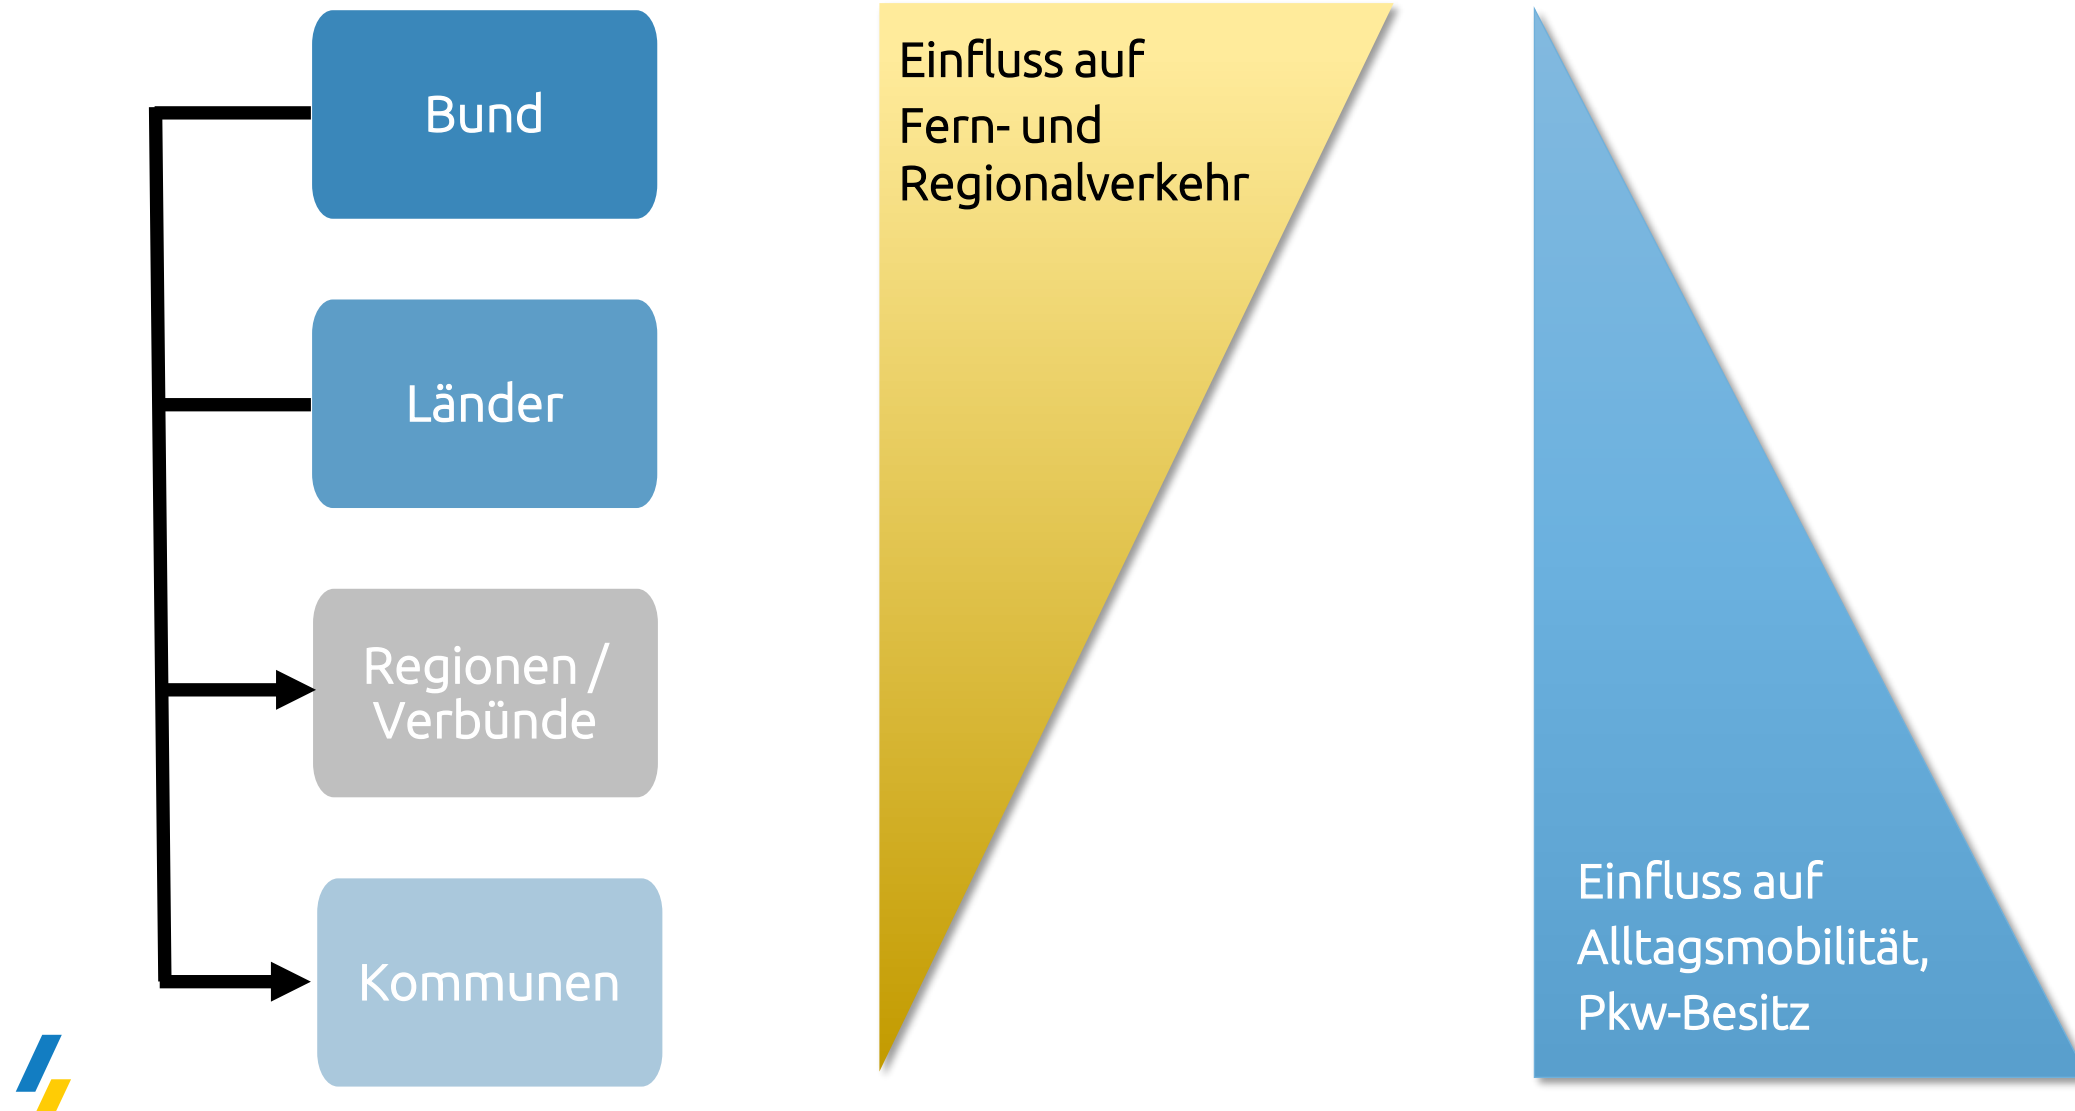 Bund
Länder
Regionen /
Verbünde
Kommunen
Einfluss auf
Fern- und
Regionalverkehr
Einfluss auf
Alltagsmobilität,
Pkw-Besitz